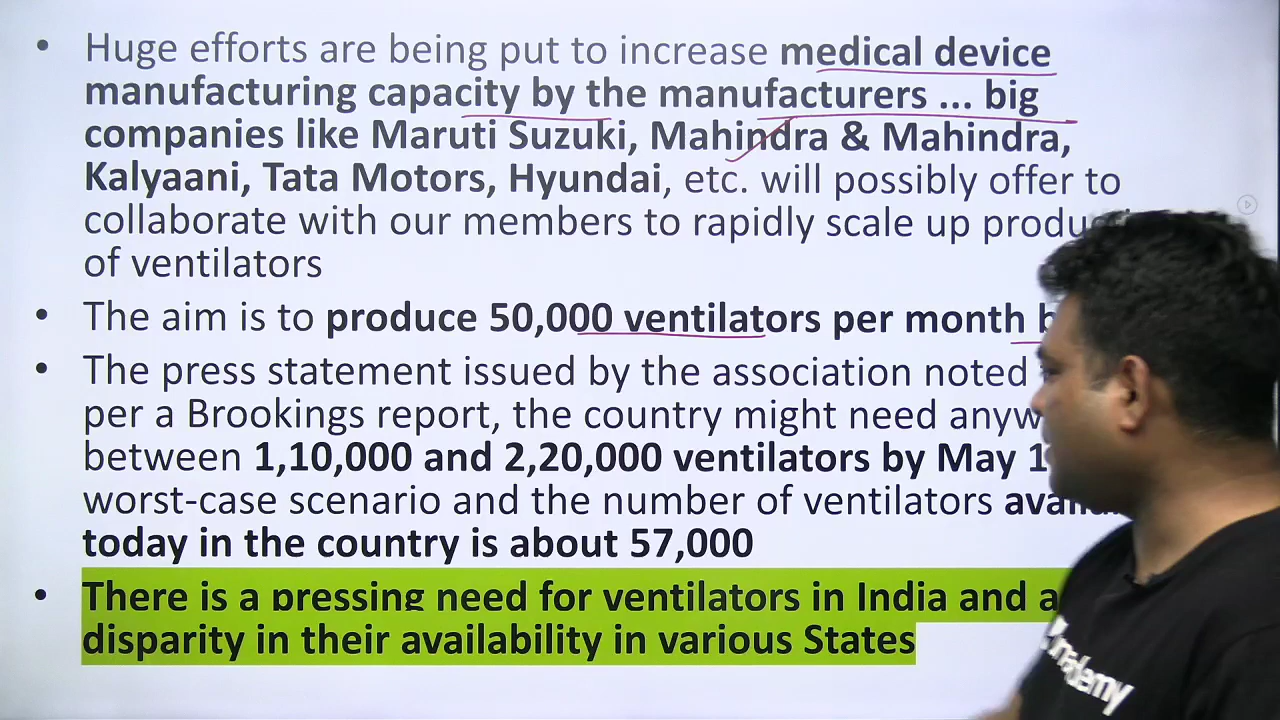 • Huge efforts are being put to increase medical device
manufacturing capacity by the manufacturers ... big
companies like Maruti Suzuki, Mahindra & Mahindra,
Kalyaani, Tata Motors, Hyundai, etc. will possibly offer to
collaborate with our members to rapidly scale up
of ventilators
• The aim is to produce 50,000 ventilators per month
• The press statement issued by the association noted
per a Brookings report, the country might need
between 1,10,000 and 2,20,000 ventilators by May
worst-case scenario and the number of ventilators
today in the country is about 57,000
• There is a pressing need for ventilators in India and a
disparity in their availability in various States